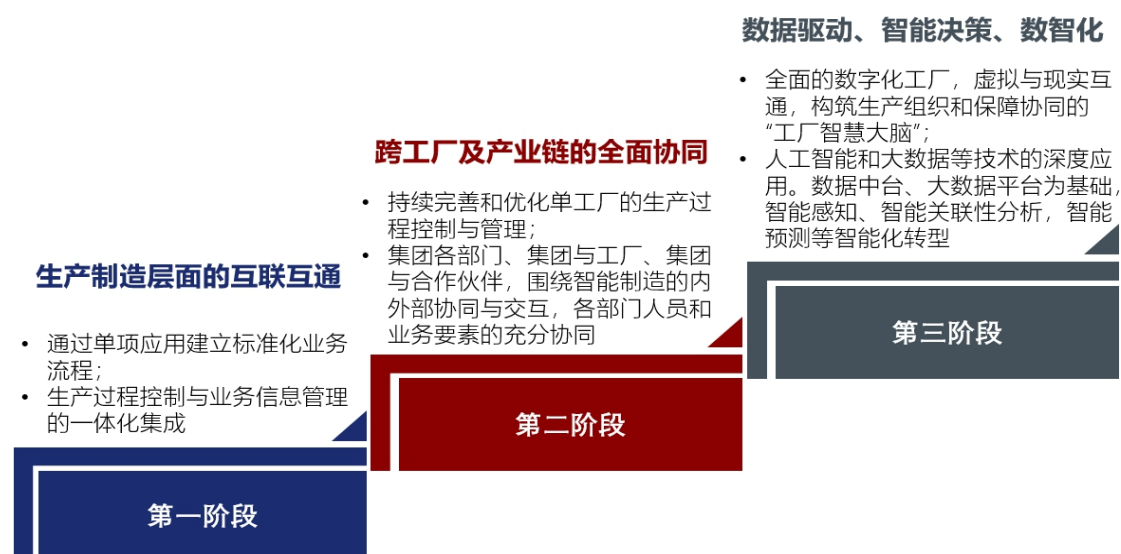 生产制造层面的互联互通
• 通过单项应用建立标准化业务
流程；
• 生产过程控制与业务信息管理
的一体化集成
第一阶段
跨工厂及产业链的全面协同
• 持续完善和优化单工厂的生产过
程控制与管理；
• 集团各部门、集团与工厂、集团
与合作伙伴，围绕智能制造的内
外部协同与交互，各部门人员和
业务要素的充分协同
第二阶段
数据驱动、智能决策、数智化
• 全面的数字化工厂，虚拟与现实互
通，构筑生产组织和保障协同的
“工厂智慧大脑”；
• 人工智能和大数据等技术的深度应
用。数据中台、大数据平台为基础，
智能感知、智能关联性分析，智能
预测等智能化转型
第三阶段